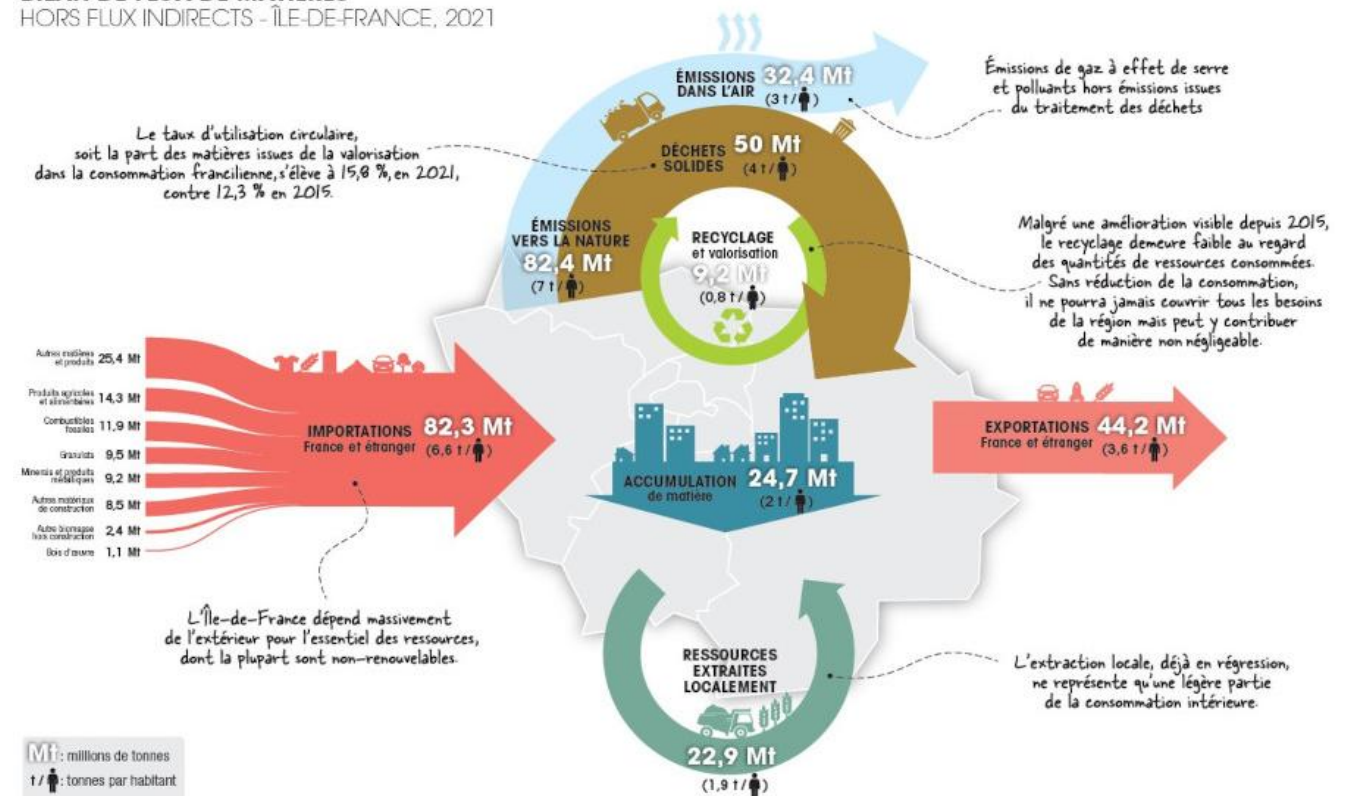 HORS FLUX INDIRECTS - ÎLE-DE-FRANCE, 2021
ÉMISSIONS
DANS L'AIR
32,4 Mt
(3 t/)
Émissions de gaz à effet de serre
et polluants hors émissions issues
du traitement des déchets
Le taux d'utilisation circulaire,
soit la part des matières issues de la valorisation
dans la consommation francilienne, s'élève à 15,8 %, en 2021,
contre 12,3 % en 2015.
DÉCHETS
SOLIDES
50 Mt
(4 t/)
ÉMISSIONS
VERS LA NATURE
82,4 Mt
(7 t/)
RECYCLAGE
et valorisation
9,2 Mt
(0,8 t/)
Malgré une amélioration visible depuis 2015,
le recyclage demeure faible au regard
des quantités de ressources consommées.
Sans réduction de la consommation,
il ne pourra jamais couvrir tous les besoins
de la région mais peut y contribuer
de manière non négligeable.
Autres matières
et produits
25,4 Mt
Produits agricoles
et alimentaires
14,3 Mt
Combustibles
fossiles
11,9 Mt
Granulats
9,5 Mt
Minerais et produits
métalliques
9,2 Mt
Autres matériaux
de construction
8,5 Mt
Autre biomasse
hors construction
2,4 Mt
Bois d'œuvre
1,1 Mt
IMPORTATIONS
France et étranger
82,3 Mt
(6,6 t/)
ACCUMULATION
de matière
24,7 Mt
(2 t/)
EXPORTATIONS
France et étranger
44,2 Mt
(3,6 t/)
L'Île-de-France dépend massivement
de l'extérieur pour l'essentiel des ressources,
dont la plupart sont non-renouvelables.
RESSOURCES
EXTRAITES
LOCALEMENT
22,9 Mt
(1,9 t/)
L'extraction locale, déjà en régression,
ne représente qu'une légère partie
de la consommation intérieure.
Mt : millions de tonnes
t/ : tonnes par habitant